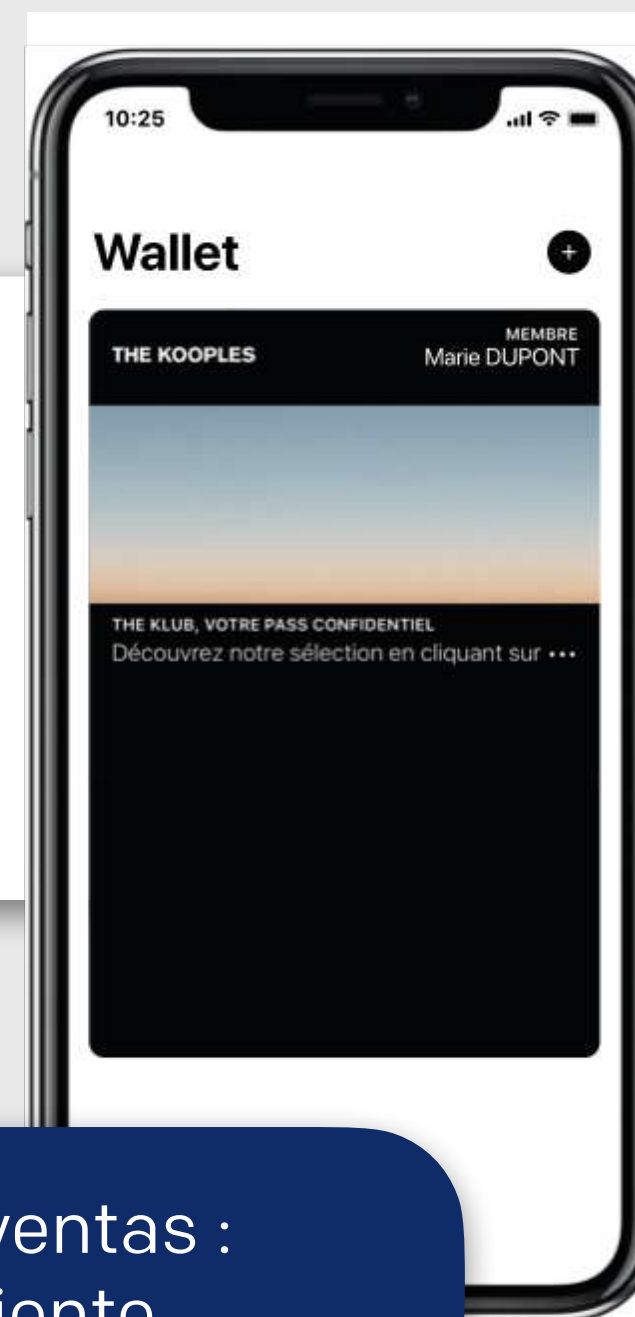 10:25
Wallet
+
THE KOOPLES
MEMBRE
Marie DUPONT
THE KLUB, VOTRE PASS CONFIDENTIEL
Découvrez notre sélection en cliquant sur •••
ventas :